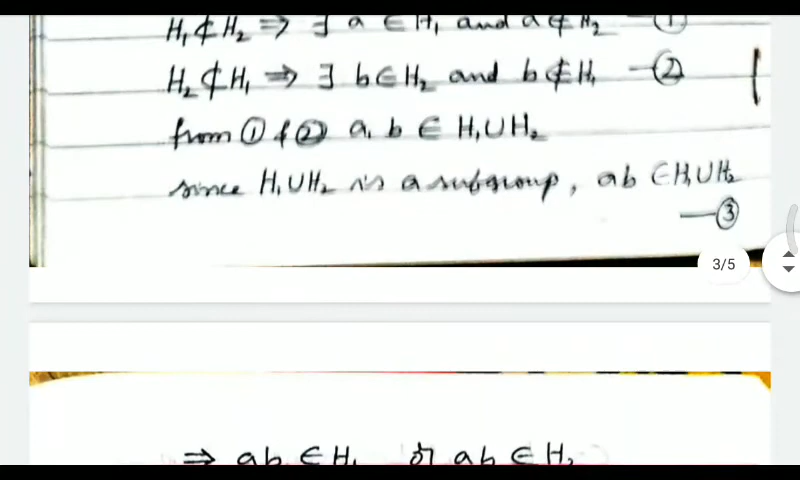 H₁⊄H₂ ⇒ ∃ a ∈ H₁ and a∉H₂ —①
H₂⊄H₁ ⇒ ∃ b∈H₂ and b∉H₁ —②
from ① & ② a, b ∈ H₁∪H₂
since H₁∪H₂ is a subgroup, ab ∈H₁∪H₂
—③
3/5
⇒ ab ∈ H₁ or ab ∈ H₂